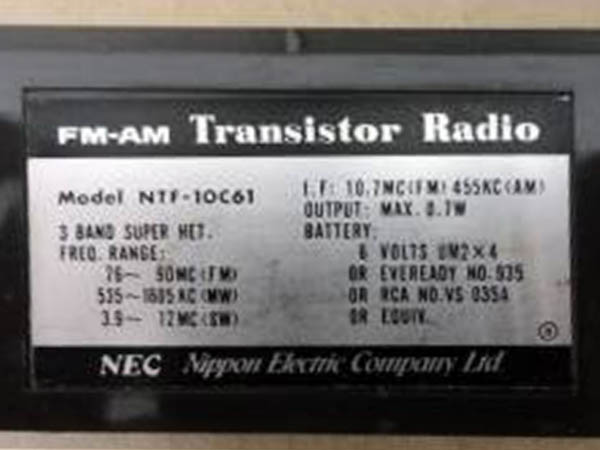 FM-AM Transistor Radio
Model NTF-10C61
3 BAND SUPER HET.
FREQ. RANGE:
76~ 90MC(FM)
535~1605KC(MW)
3.9~ 12MC(SW)
I.F: 10.7MC(FM) 455KC(AM)
OUTPUT: MAX. 0.7W
BATTERY:
6 VOLTS UM2×4
OR EVEREADY NO.935
OR RCA NO.VS 035A
OR EQUIV.
NEC Nippon Electric Company Ltd.